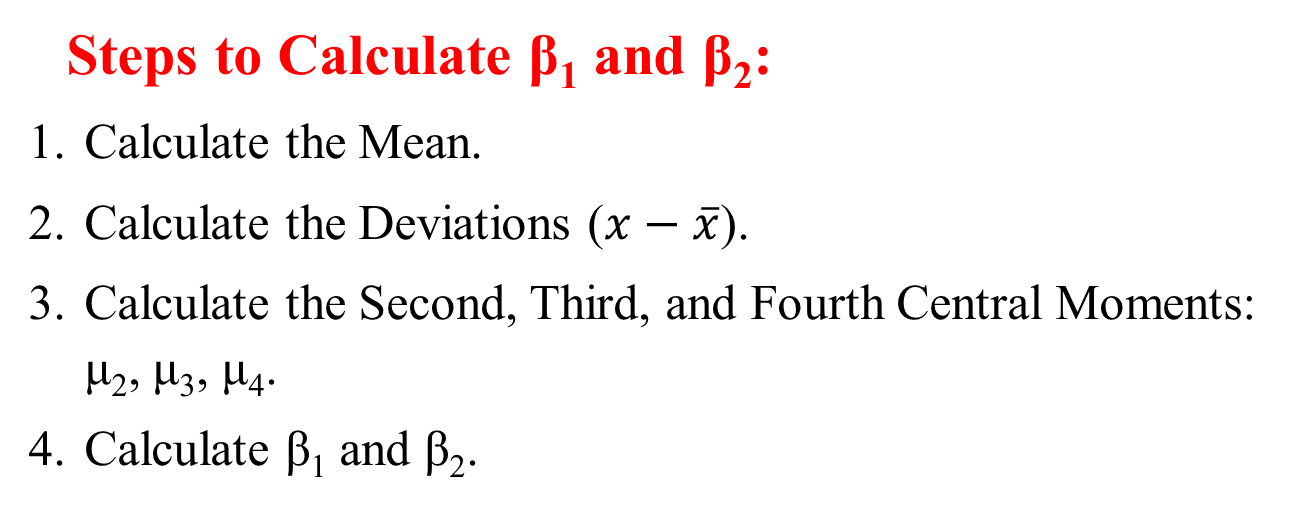 Steps to Calculate β₁ and β₂:
1. Calculate the Mean.
2. Calculate the Deviations (x − x̄).
3. Calculate the Second, Third, and Fourth Central Moments:
μ₂, μ₃, μ₄.
4. Calculate β₁ and β₂.